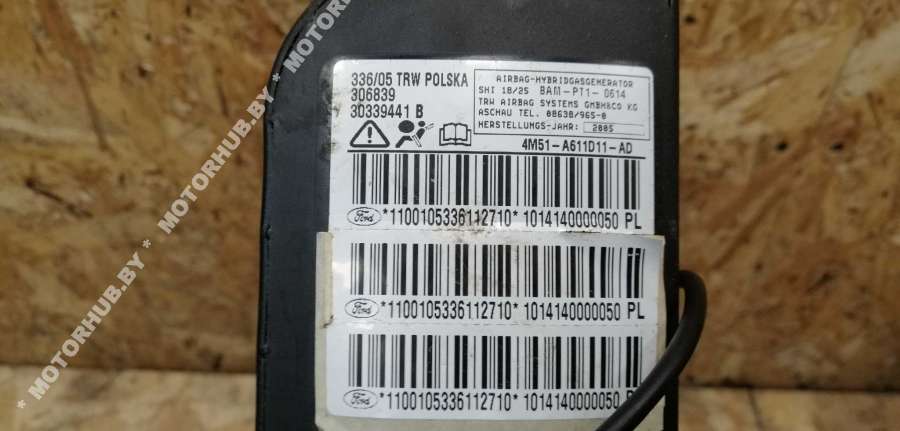 336/05 TRW POLSKA
306839
30339441 B
AIRBAG-HYBRIDGASGENERATOR
SHI 18/25 BAM-PT1-0614
TRW AIRBAG SYSTEMS GMBH&CO KG
ASCHAU TEL. 08638/965-0
HERSTELLUNGS-JAHR: 2005
4M51-A611D11-AD
Ford *1100105336112710* 1014140000050 PL
Ford *1100105336112710* 1014140000050 PL
Ford *1100105336112710* 1014140000050 PL
* MOTORHUB.BY * MOTORHUB.BY * MOTORHUB.BY